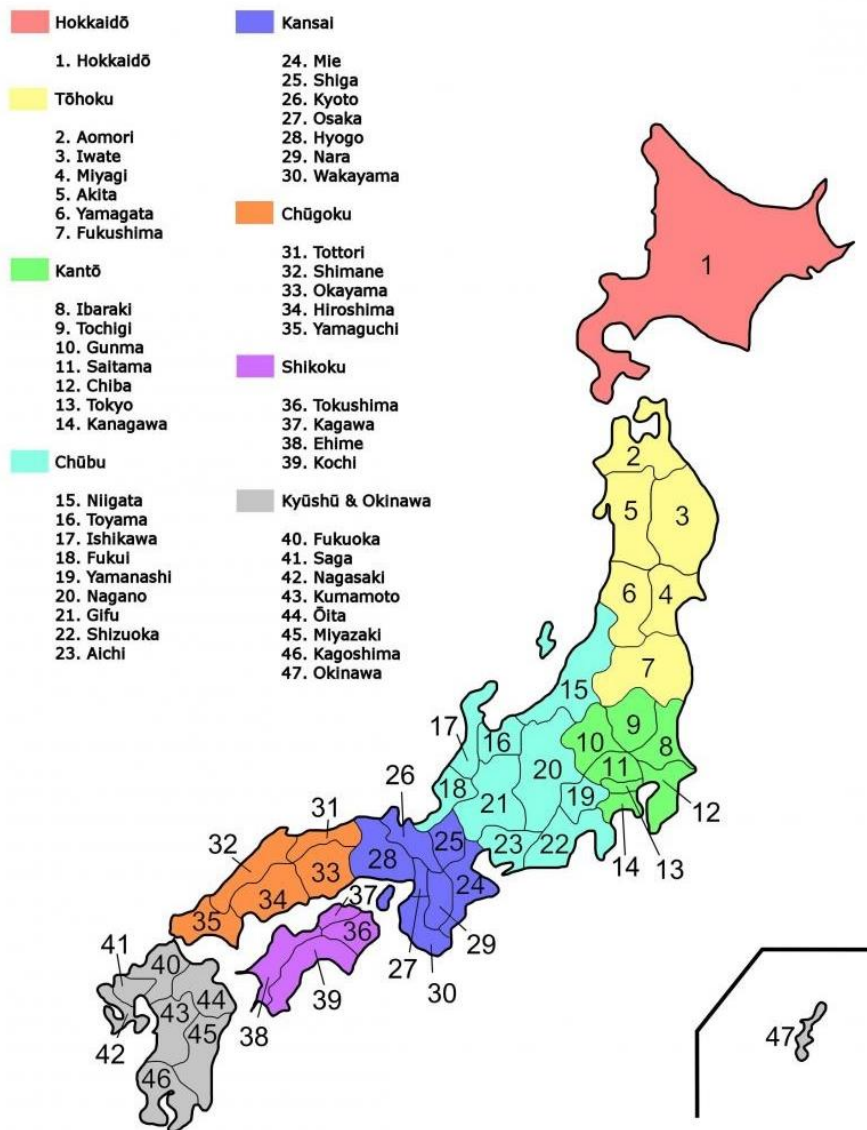 Hokkaidō
1. Hokkaidō
Tōhoku
2. Aomori
3. Iwate
4. Miyagi
5. Akita
6. Yamagata
7. Fukushima
Kantō
8. Ibaraki
9. Tochigi
10. Gunma
11. Saitama
12. Chiba
13. Tokyo
14. Kanagawa
Chūbu
15. Niigata
16. Toyama
17. Ishikawa
18. Fukui
19. Yamanashi
20. Nagano
21. Gifu
22. Shizuoka
23. Aichi
Kansai
24. Mie
25. Shiga
26. Kyoto
27. Osaka
28. Hyogo
29. Nara
30. Wakayama
Chūgoku
31. Tottori
32. Shimane
33. Okayama
34. Hiroshima
35. Yamaguchi
Shikoku
36. Tokushima
37. Kagawa
38. Ehime
39. Kochi
Kyūshū & Okinawa
40. Fukuoka
41. Saga
42. Nagasaki
43. Kumamoto
44. Ōita
45. Miyazaki
46. Kagoshima
47. Okinawa
1
2
5
3
6
4
7
15
17
16
10
9
8
11
20
18
21
19
12
26
31
25
23
22
14
13
32
28
33
24
34
37
35
36
29
41
40
27
30
39
43
44
45
42
38
46
47